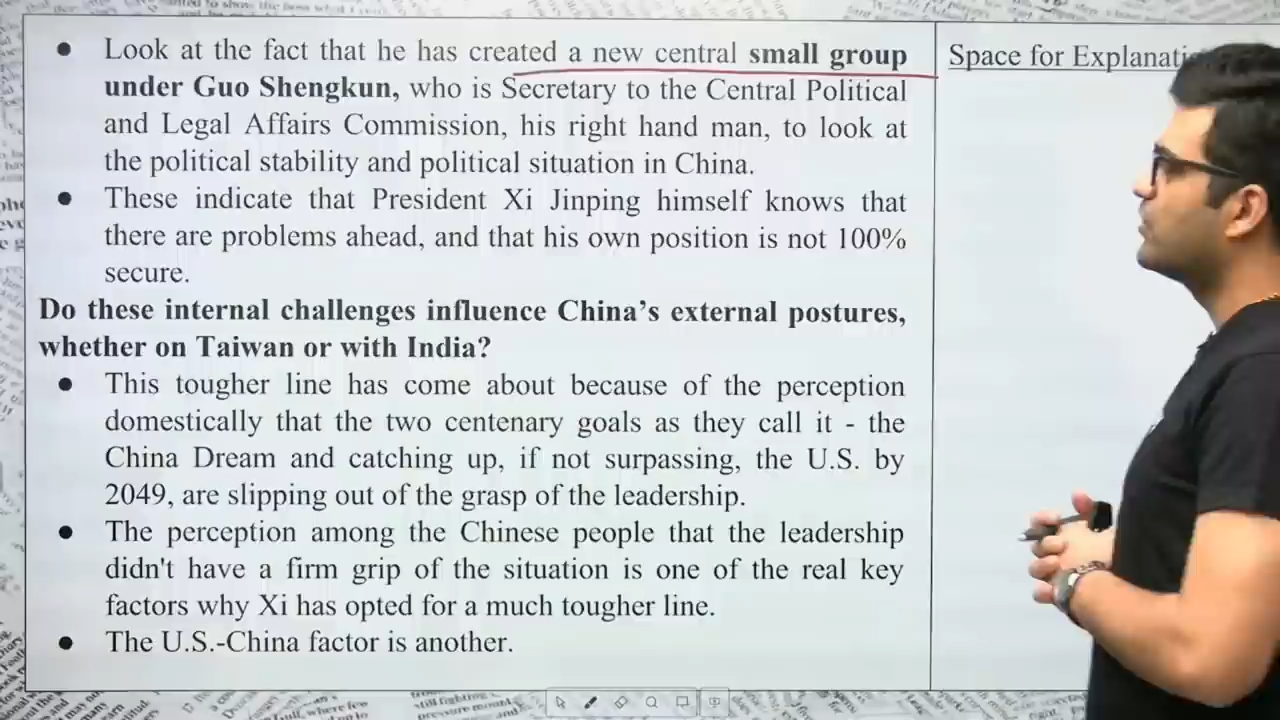 Look at the fact that he has created a new central small group
under Guo Shengkun, who is Secretary to the Central Political
and Legal Affairs Commission, his right hand man, to look at
the political stability and political situation in China.
These indicate that President Xi Jinping himself knows that
there are problems ahead, and that his own position is not 100%
secure.
Do these internal challenges influence China's external postures,
whether on Taiwan or with India?
This tougher line has come about because of the perception
domestically that the two centenary goals as they call it - the
China Dream and catching up, if not surpassing, the U.S. by
2049, are slipping out of the grasp of the leadership.
The perception among the Chinese people that the leadership
didn't have a firm grip of the situation is one of the real key
factors why Xi has opted for a much tougher line.
The U.S.-China factor is another.
Space for